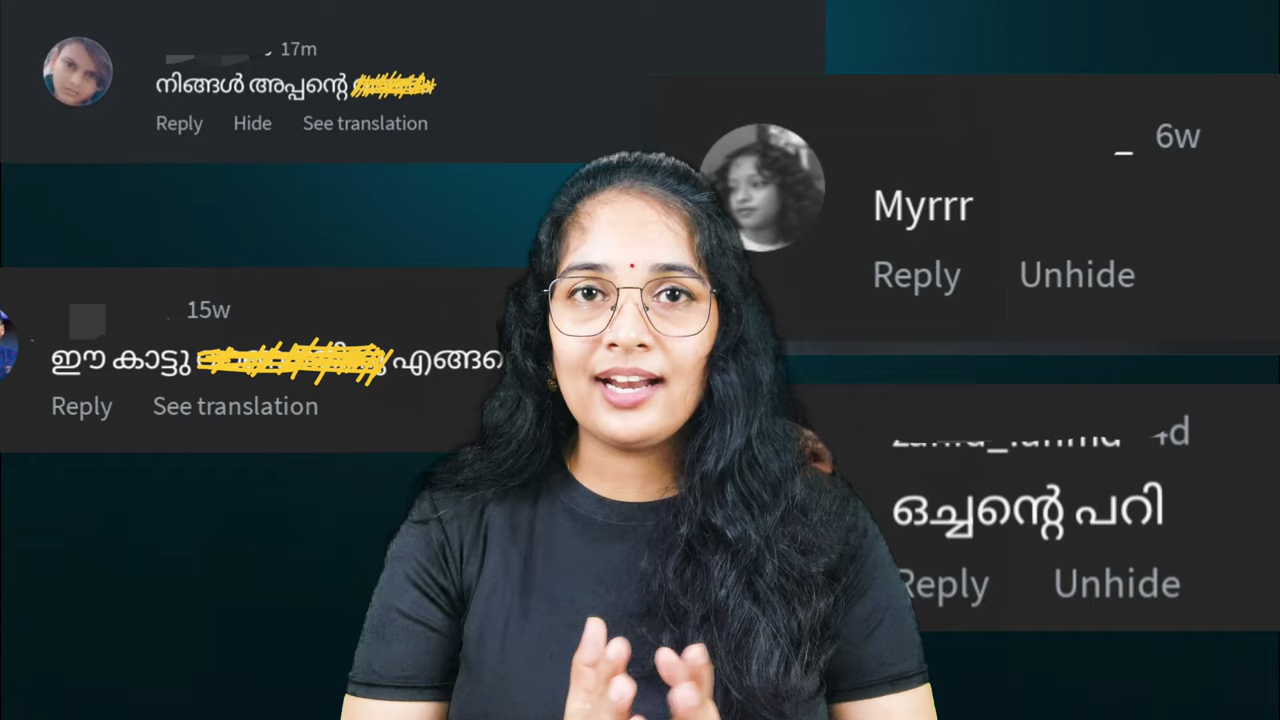 17m
നിങ്ങൾ അപ്പന്റെ
Reply Hide See translation
_ 6w
Myrrr
Reply Unhide
15w
ഈ കാട്ടു
Reply See translation
ഒച്ചന്റെ പറി
Reply Unhide